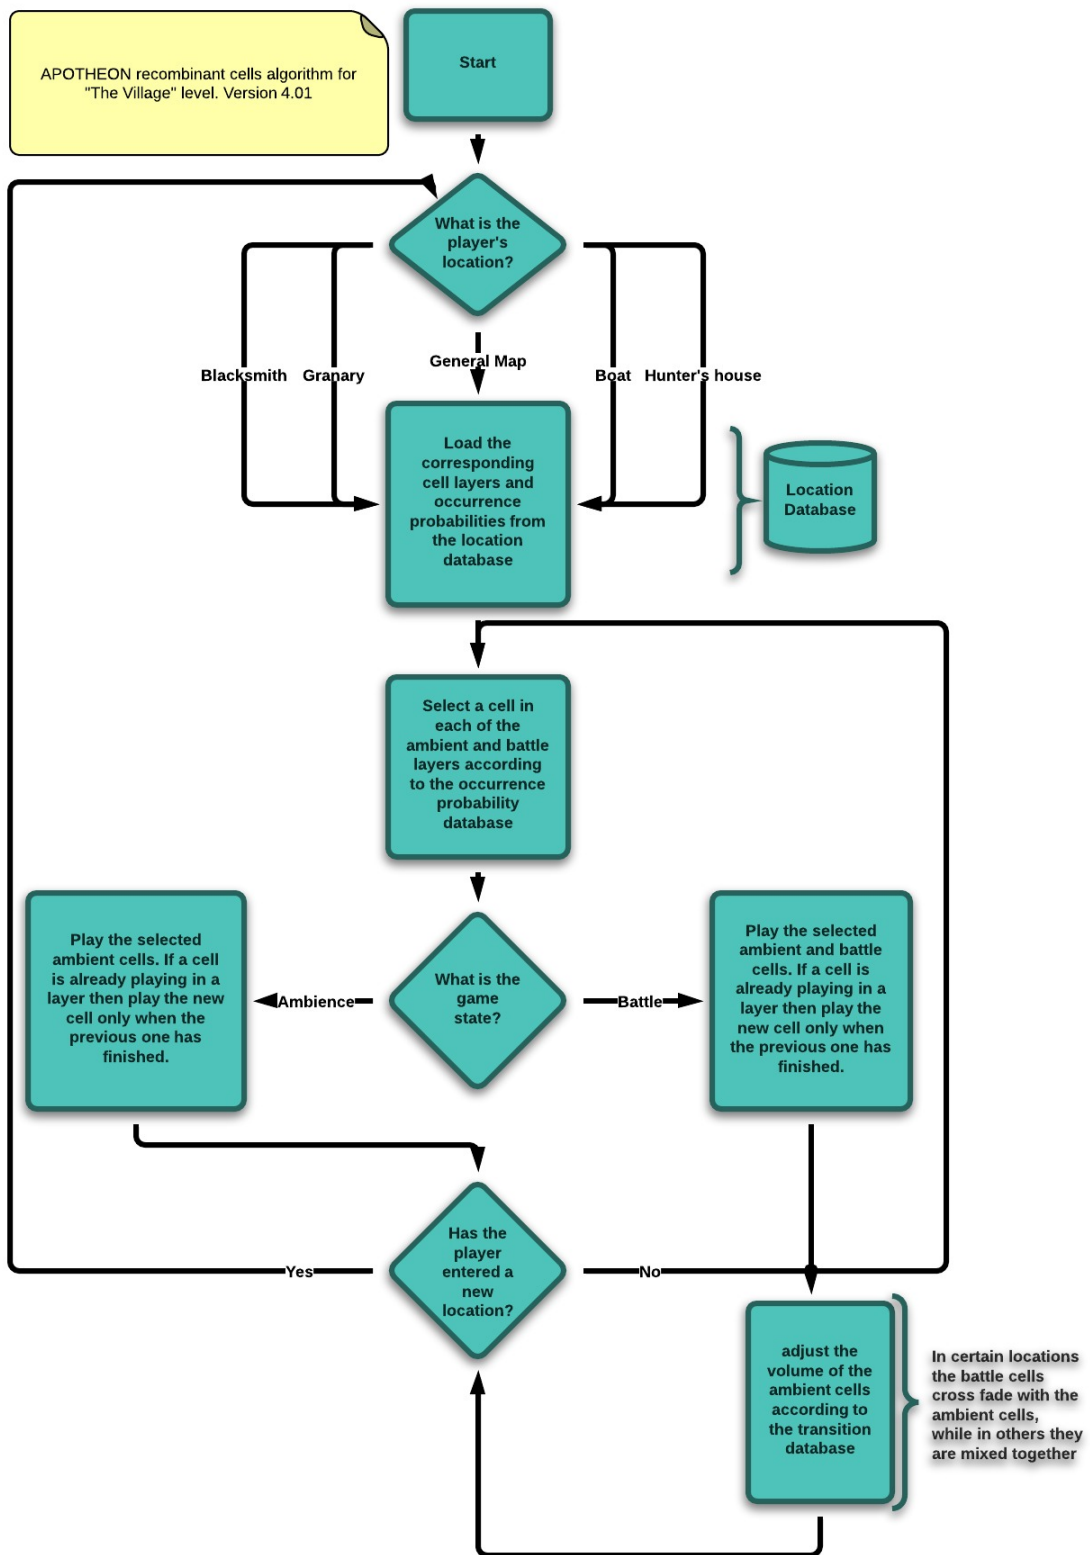 APOTHEON recombinant cells algorithm for
"The Village" level. Version 4.01
Start
What is the
player's
location?
Blacksmith
Granary
General Map
Boat
Hunter's house
Load the
corresponding
cell layers and
occurrence
probabilities from
the location
database
Location
Database
Select a cell in
each of the
ambient and battle
layers according
to the occurrence
probability
database
Play the selected
ambient cells. If a cell
is already playing in a
layer then play the new
cell only when the
previous one has
finished.
Ambience
What is the
game
state?
Battle
Play the selected
ambient and battle
cells. If a cell is
already playing in a
layer then play the
new cell only when
the previous one has
finished.
Yes
Has the
player
entered a
new
location?
No
adjust the
volume of the
ambient cells
according to
the transition
database
In certain locations
the battle cells
cross fade with the
ambient cells,
while in others they
are mixed together